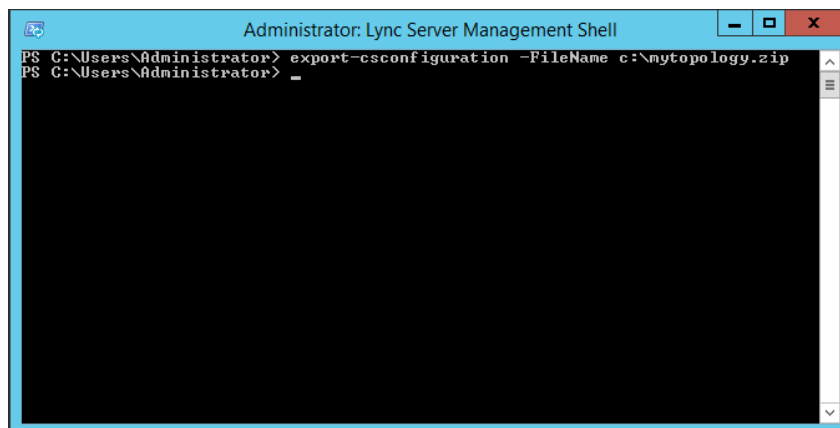 Administrator: Lync Server Management Shell
PS C:\Users\Administrator> export-csconfiguration -FileName c:\mytopology.zip
PS C:\Users\Administrator> _